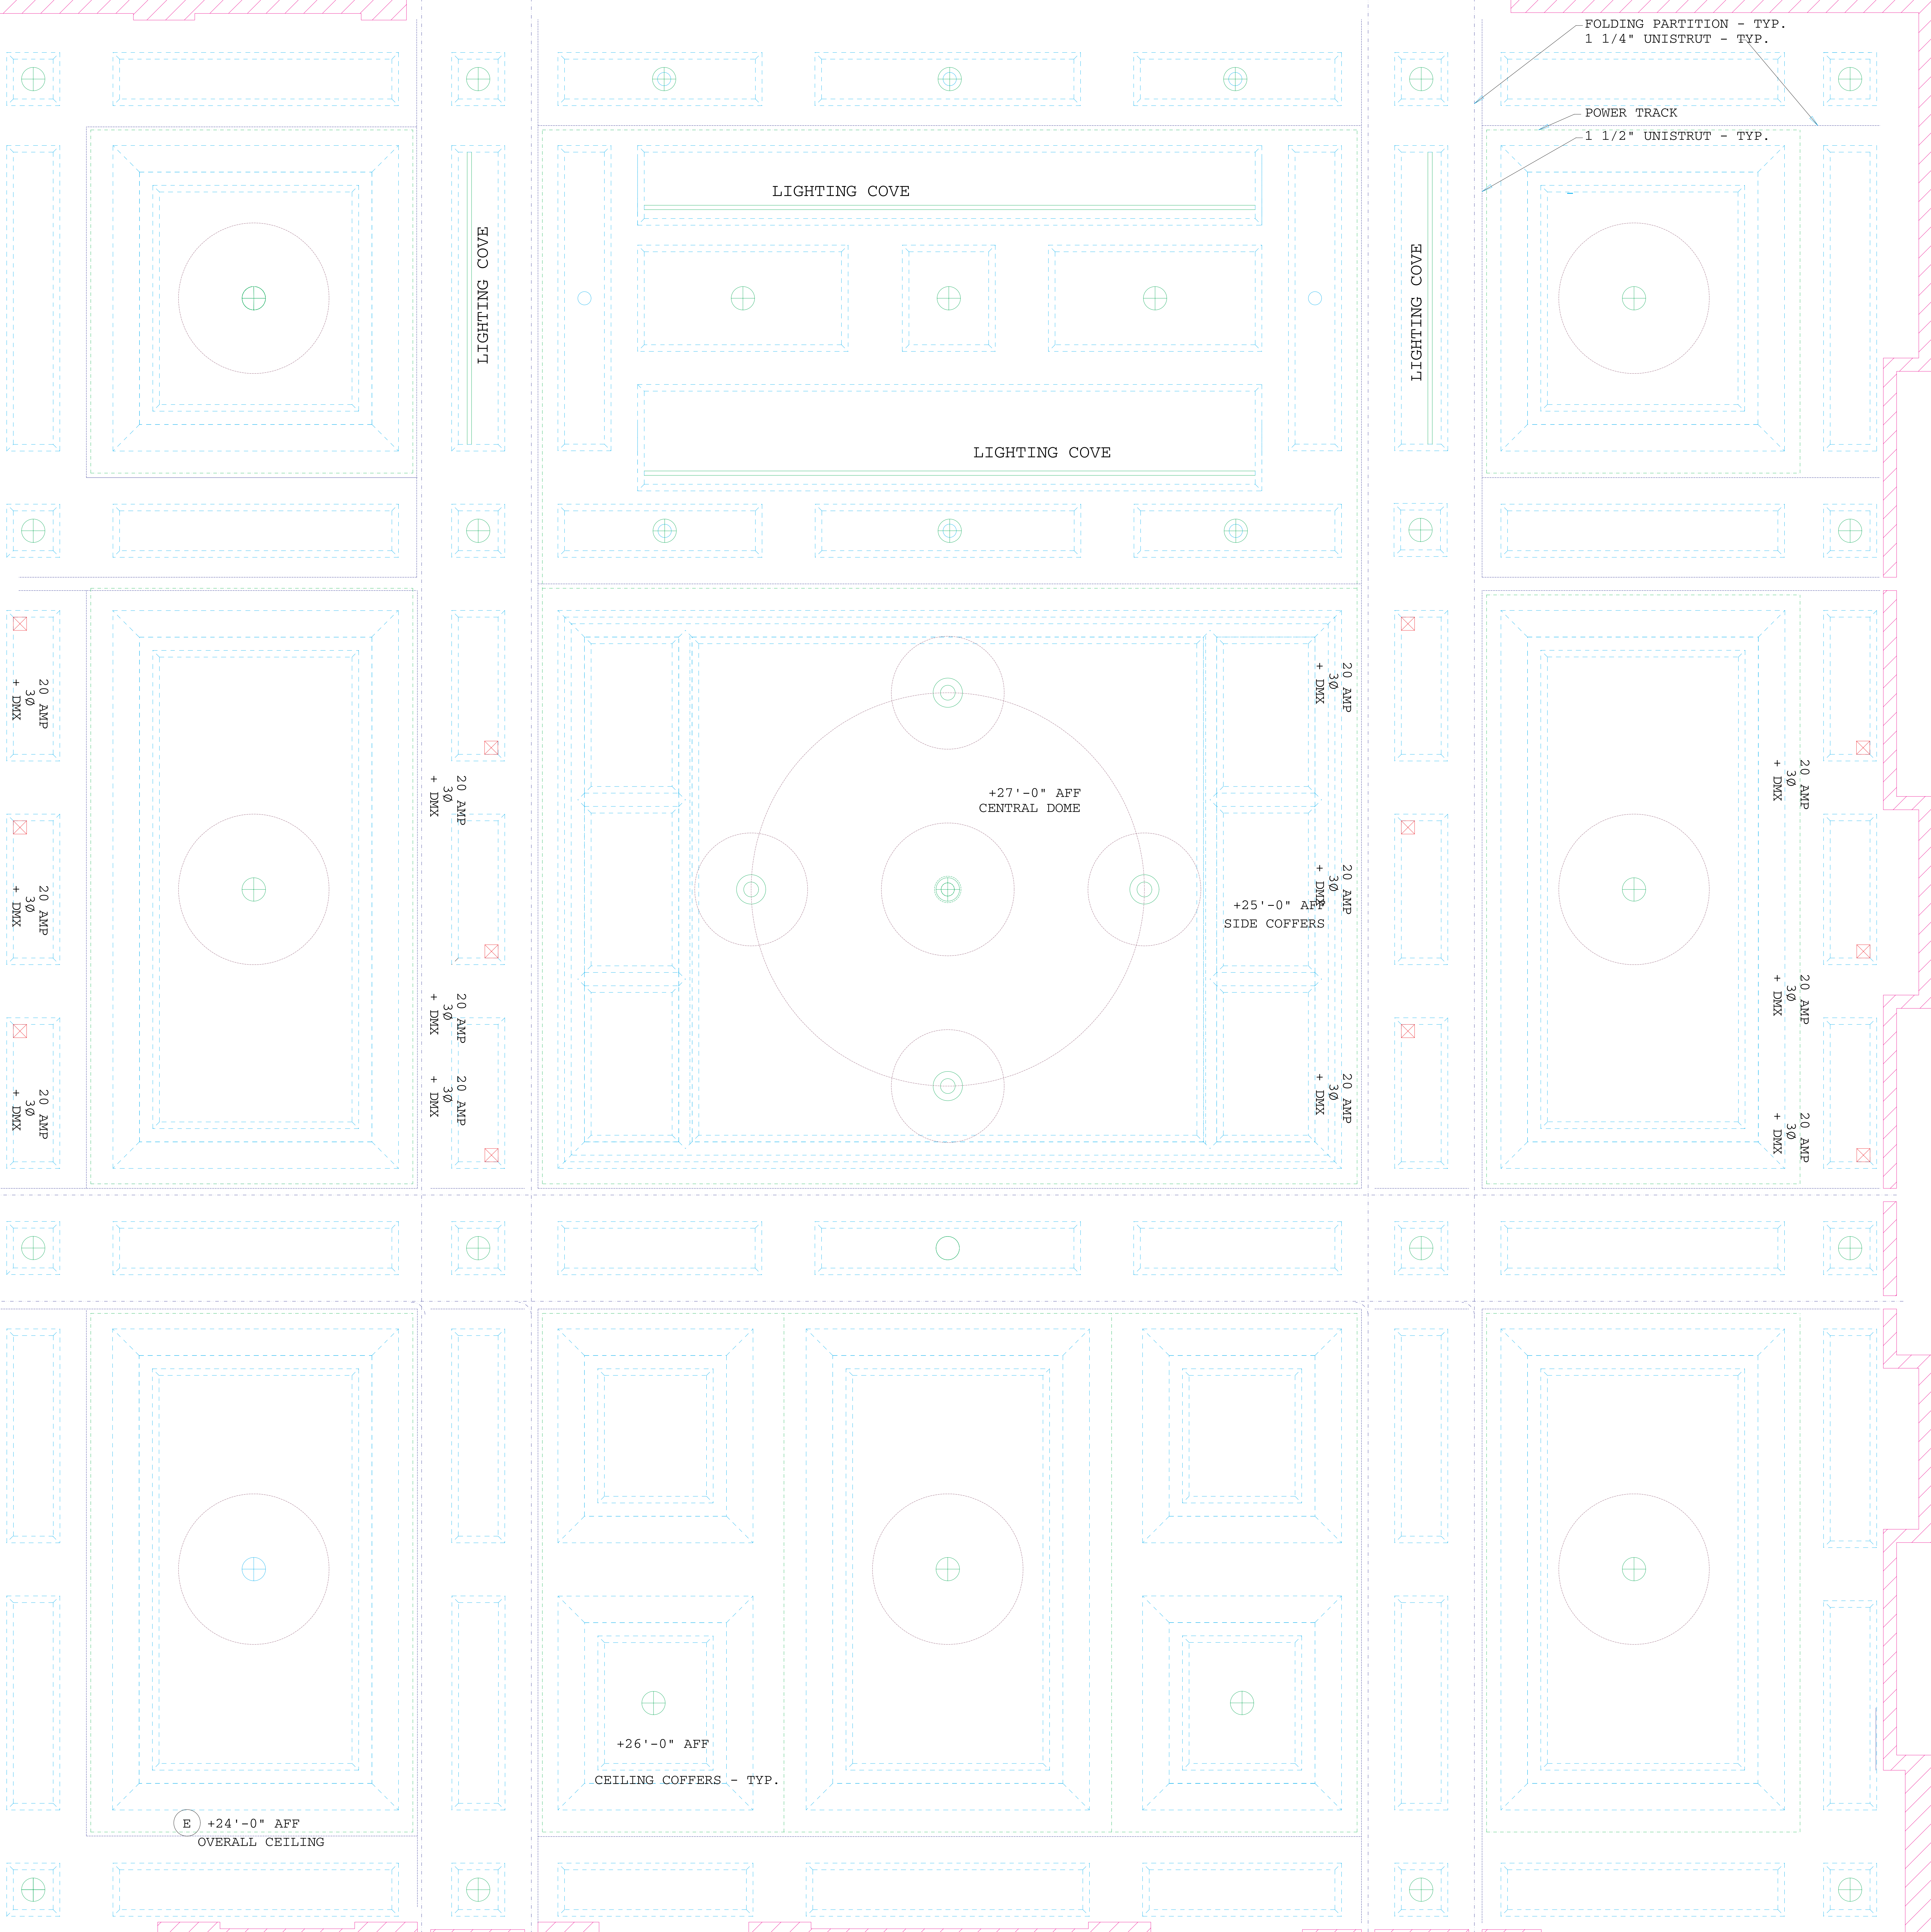 FOLDING PARTITION - TYP.
1 1/4" UNISTRUT - TYP.
POWER TRACK
1 1/2" UNISTRUT - TYP.
LIGHTING COVE
LIGHTING COVE
LIGHTING COVE
LIGHTING COVE
20 AMP
3Ø
+ DMX
20 AMP
3Ø
+ DMX
20 AMP
3Ø
+ DMX
20 AMP
3Ø
+ DMX
+27'-0" AFF
CENTRAL DOME
20 AMP
3Ø
+ DMX
20 AMP
3Ø
+ DMX
+25'-0" AFF
SIDE COFFERS
20 AMP
3Ø
+ DMX
20 AMP
3Ø
+ DMX
20 AMP
3Ø
+ DMX
20 AMP
3Ø
+ DMX
20 AMP
3Ø
+ DMX
20 AMP
3Ø
+ DMX
+26'-0" AFF
CEILING COFFERS - TYP.
E +24'-0" AFF
OVERALL CEILING